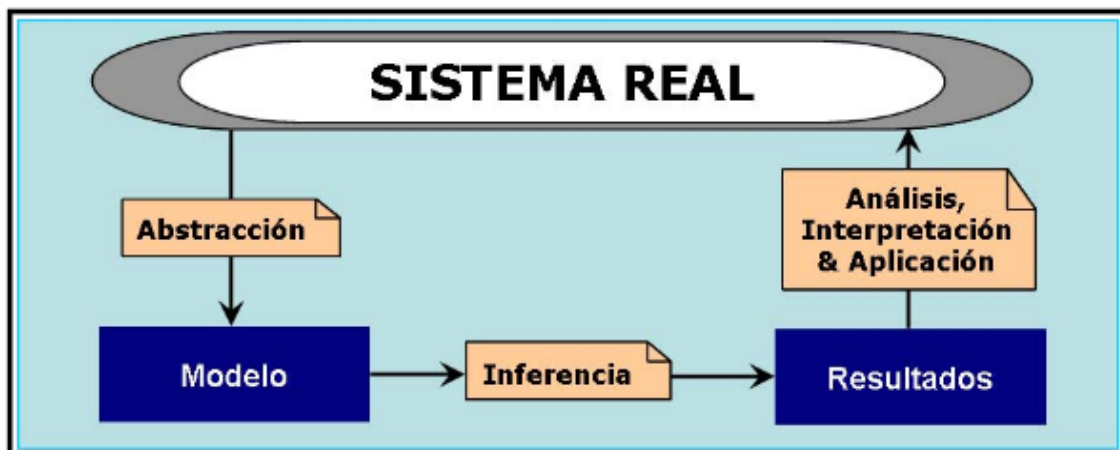 SISTEMA REAL
Abstracción
Análisis,
Interpretación
& Aplicación
Modelo
Inferencia
Resultados